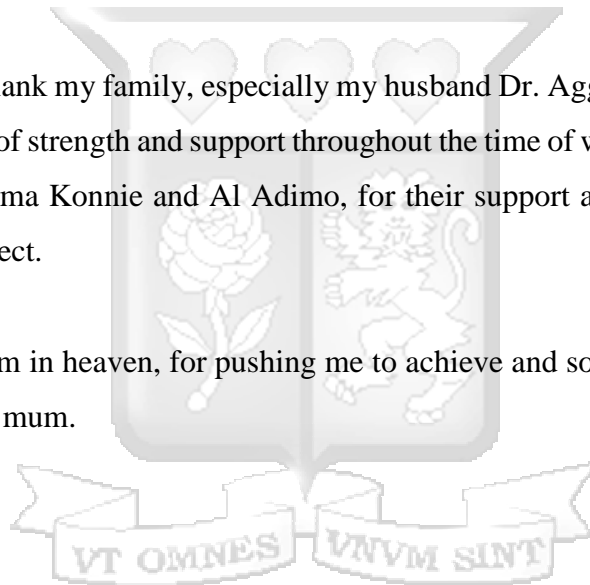 ank my family, especially my husband Dr. Agg
of strength and support throughout the time of w
ma Konnie and Al Adimo, for their support a
ect.
m in heaven, for pushing me to achieve and so
mum.
VT OMNES VNVM SINT